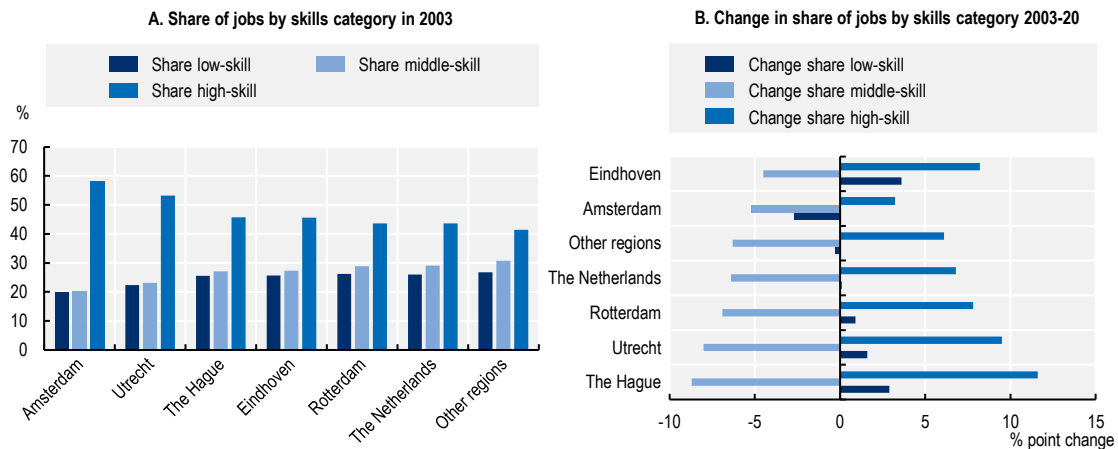 A. Share of jobs by skills category in 2003
Share low-skill
Share middle-skill
Share high-skill
%
70
60
50
40
30
20
10
0
Amsterdam
Utrecht
The Hague
Eindhoven
Rotterdam
The Netherlands
Other regions
B. Change in share of jobs by skills category 2003-20
Change share low-skill
Change share middle-skill
Change share high-skill
Eindhoven
Amsterdam
Other regions
The Netherlands
Rotterdam
Utrecht
The Hague
-10
-5
0
5
10
15
% point change